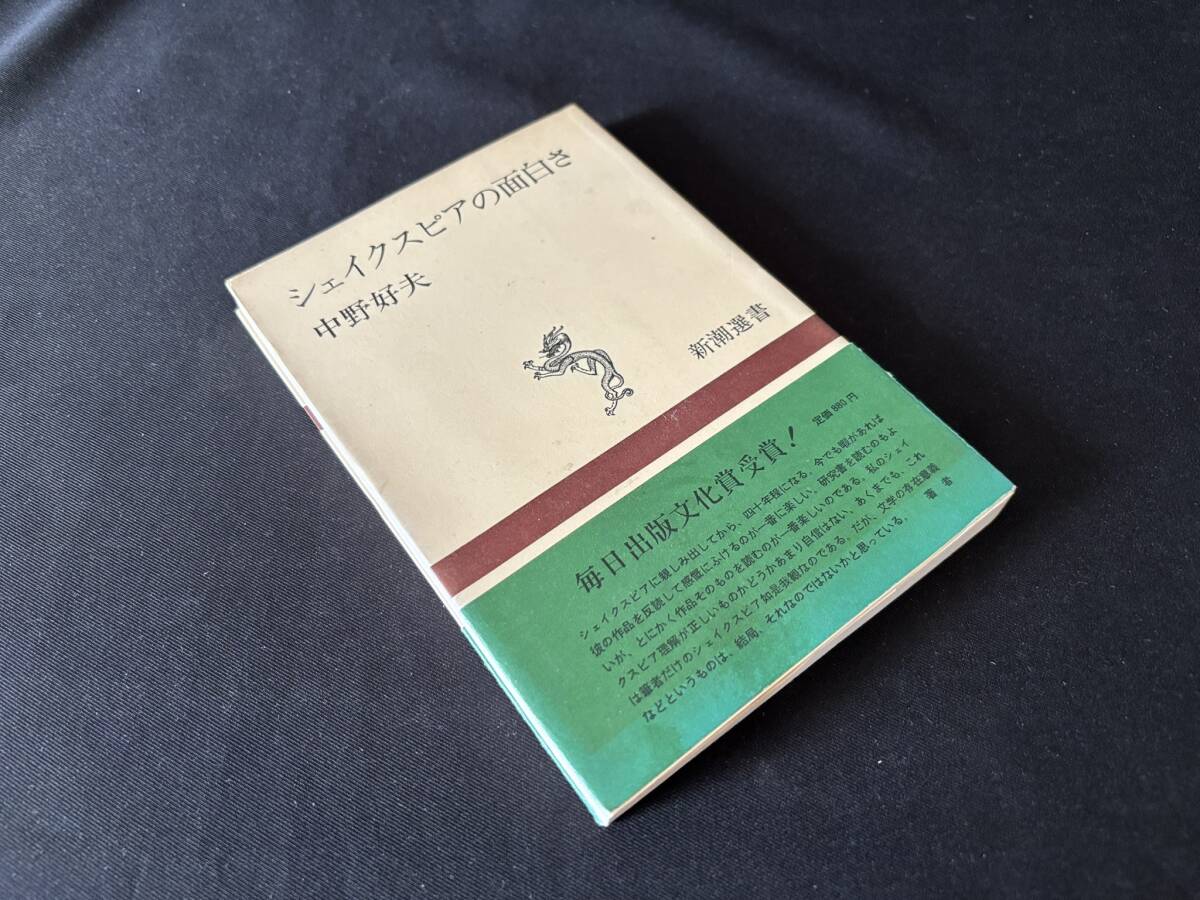 シェイクスピアの面白さ
中野好夫
新潮選書
毎日出版文化賞受賞!
定価 880円
シェイクスピアに親しみ出してから、四十年程になる。今でも暇があれば
彼の作品を反読して感慨にふけるのが一番に楽しい、研究書を読むのもよ
いが、とにかく作品そのものを読むのが一番楽しいのである。私のシェイ
クスピア理解が正しいものかどうかあまり自信はない、あくまでも、これ
は筆者だけのシェイクスピア如是我観なのである。だが、文学の存在意義
などというものは、結局、それなのではないかと思っている。
著者